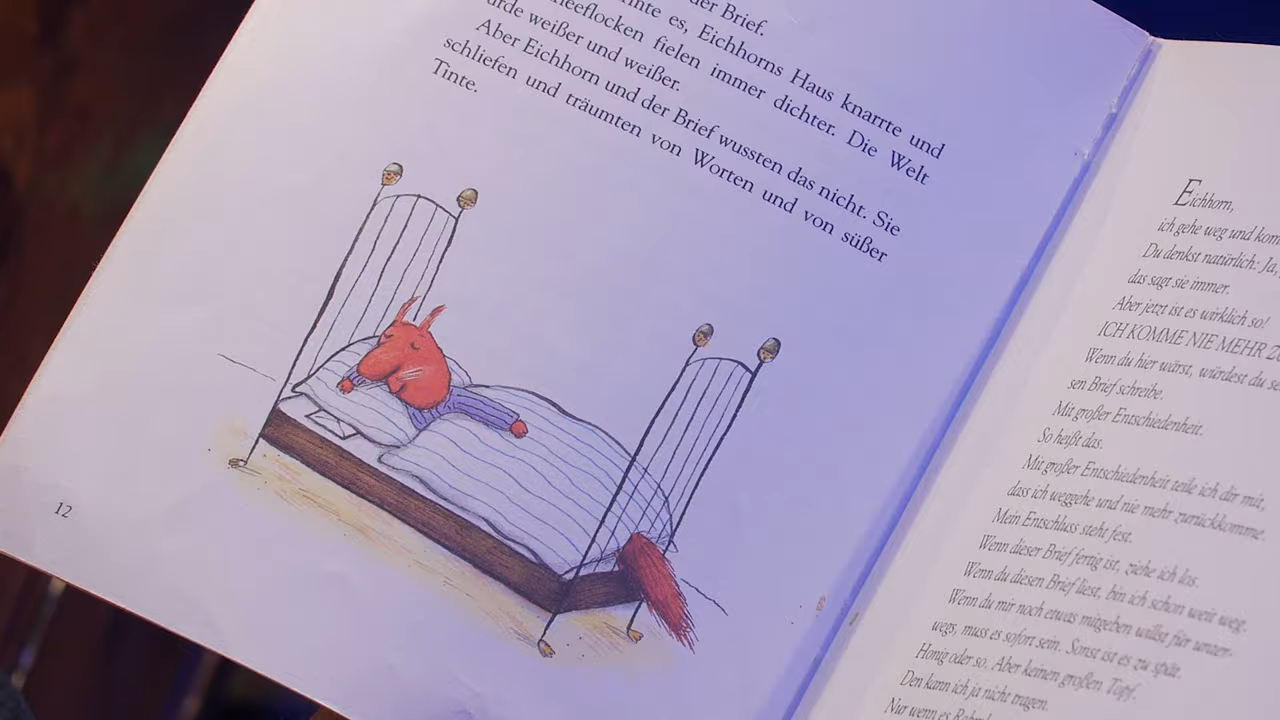 der Brief.
es, Eichhorns Haus knarrte und
fielen immer dichter. Die Welt
weißer und weißer.
Aber Eichhorn und der Brief wussten das nicht. Sie
schliefen und träumten von Worten und von süßer
Tinte.
12
Eichhorn,
ich gehe weg und
Du denkst natürlich: Ja,
das sagt sie immer.
Aber jetzt ist es wirklich so!
ICH KOMME NIE MEHR
Wenn du hier wärst, würdest du
sen Brief schreibe.
Mit großer Entschiedenheit.
So heißt das.
Mit großer Entschiedenheit teile ich dir mit,
dass ich weggehe und nie mehr zurückkomme.
Mein Entschluss steht fest.
Wenn dieser Brief fertig ist, ziehe ich los.
Wenn du diesen Brief liest, bin ich schon weit weg.
Wenn du mir noch etwas mitgeben willst für unter-
wegs, muss es sofort sein. Sonst ist es zu spät.
Honig oder so. Aber keinen großen Topf.
Den kann ich ja nicht tragen.
Nur wenn es